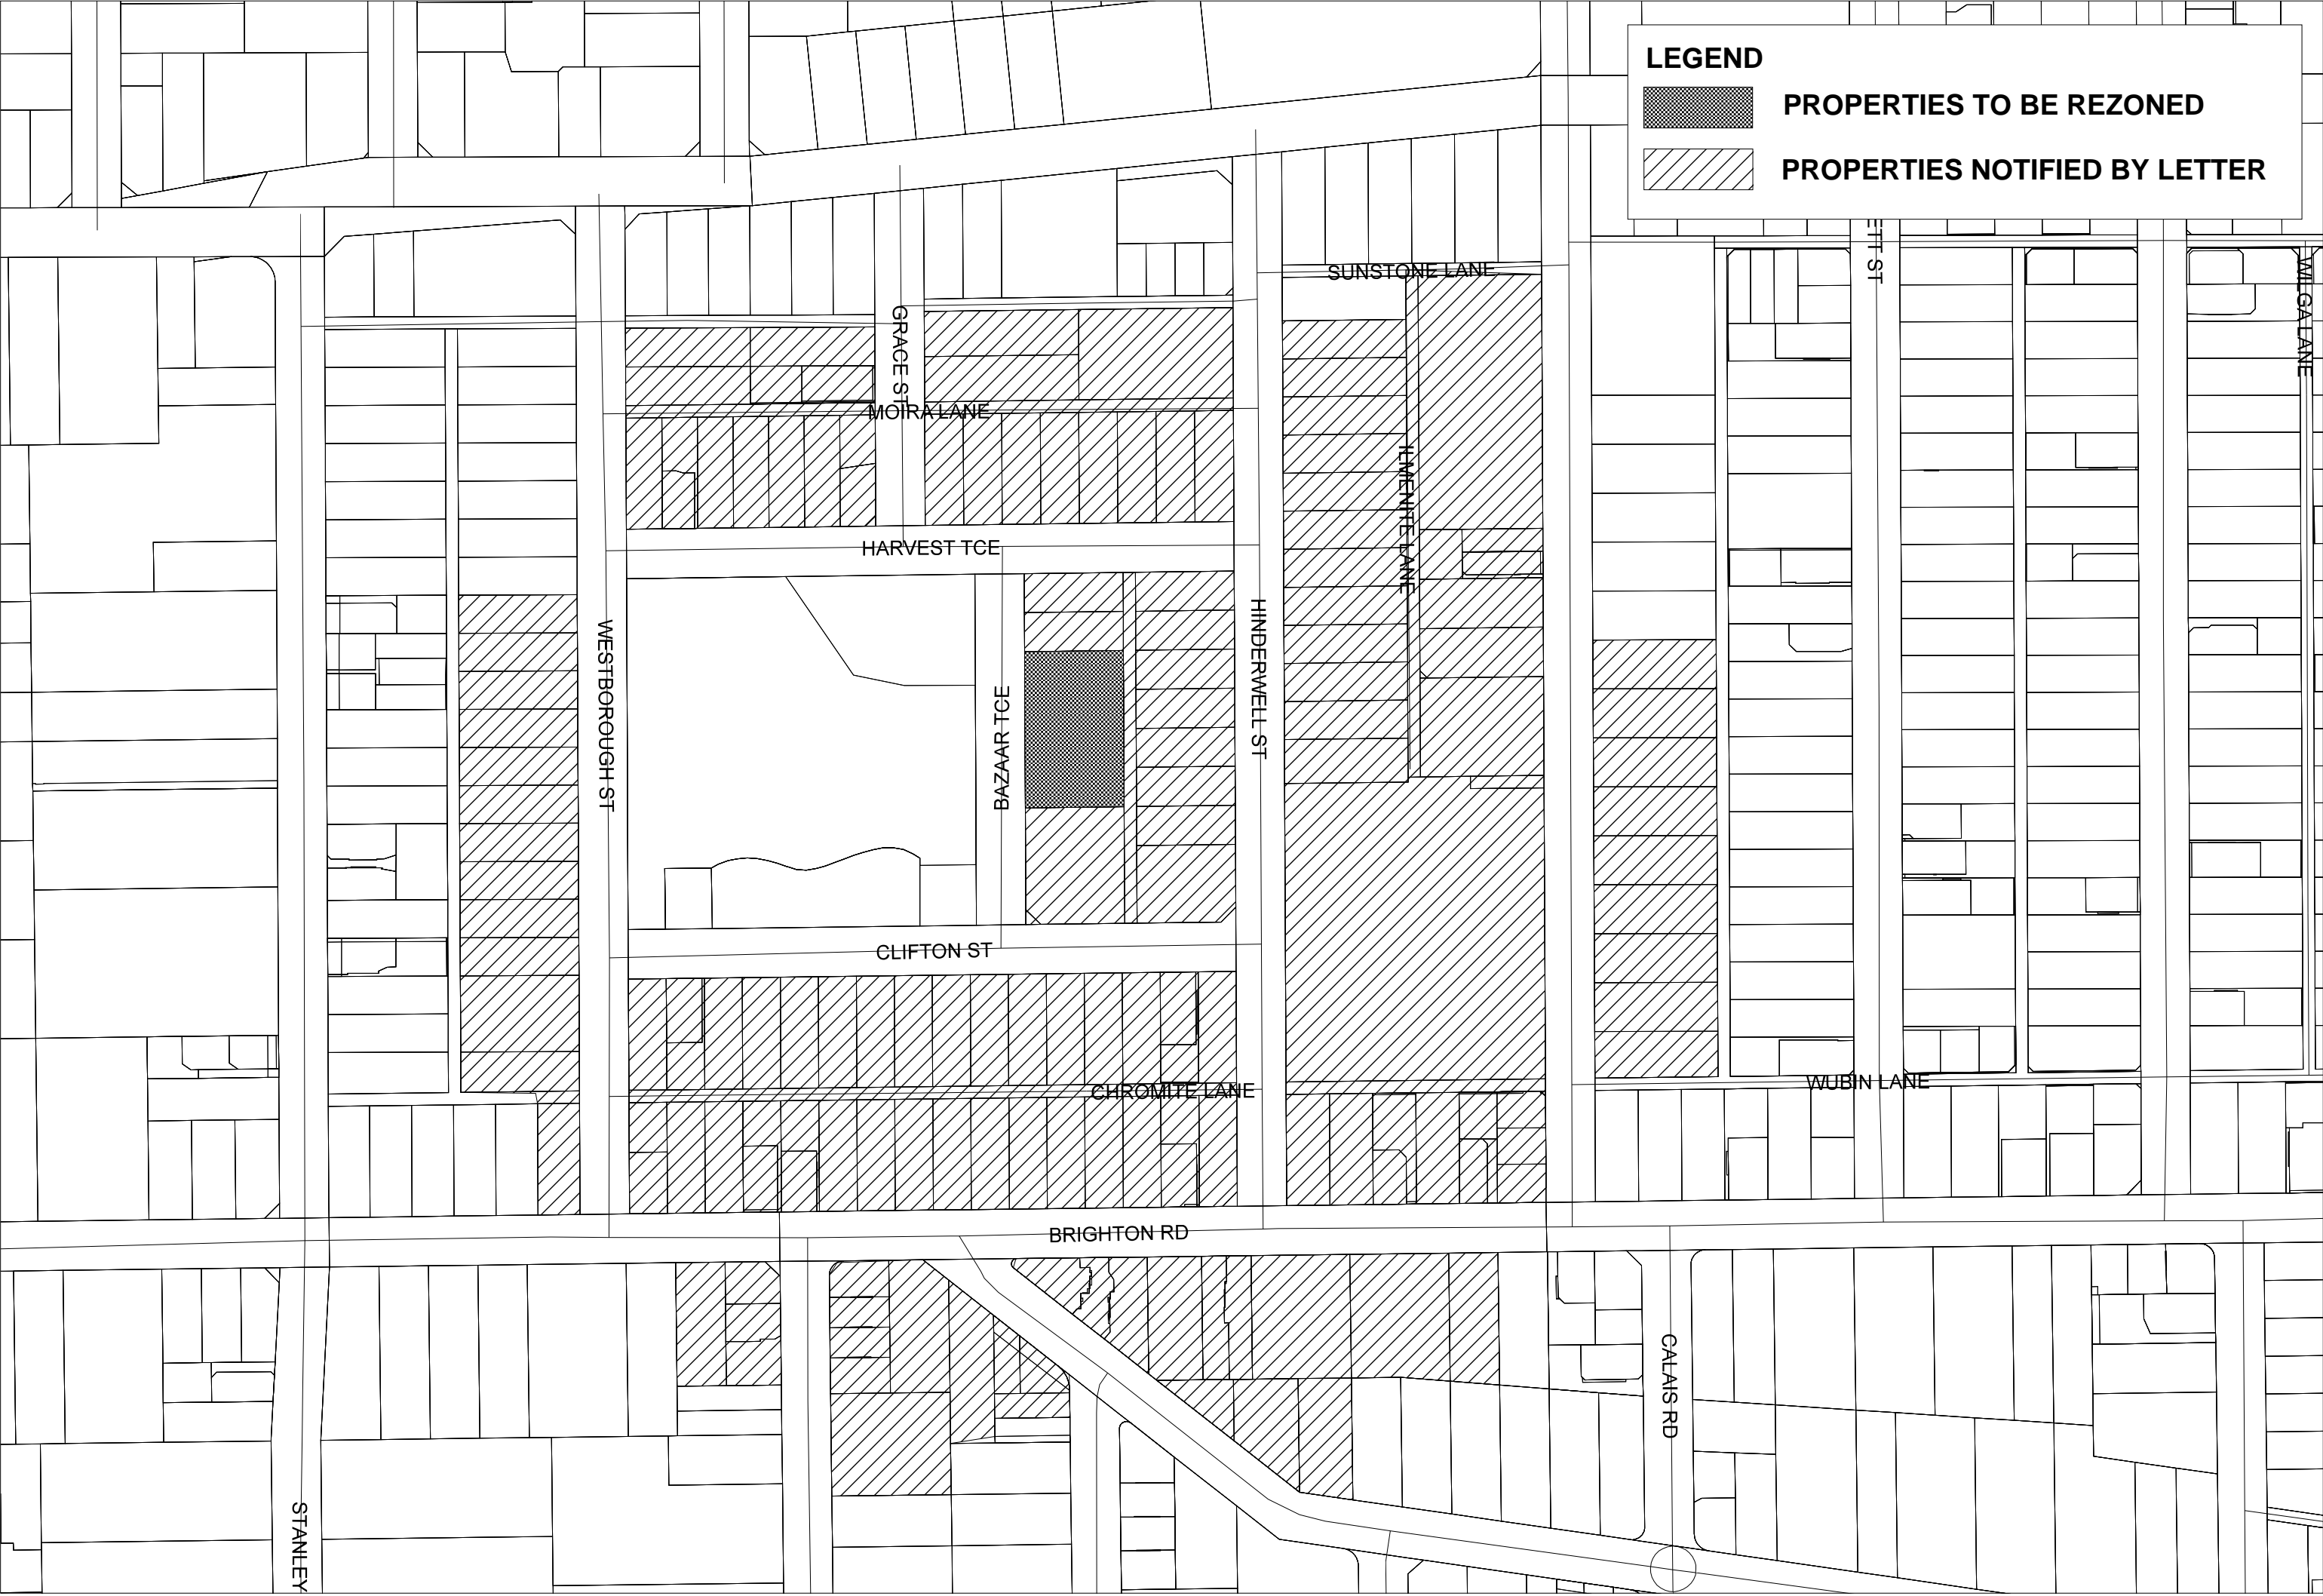 LEGEND
PROPERTIES TO BE REZONED
PROPERTIES NOTIFIED BY LETTER
ETT ST
WILGA LANE
SUNSTONE LANE
GRACE ST
MOIRA LANE
ILMENITE LANE
HARVEST TCE
WESTBOROUGH ST
BAZAAR TCE
HINDERWELL ST
CLIFTON ST
CHROMITE LANE
WUBIN LANE
BRIGHTON RD
CALAIS RD
STANLEY